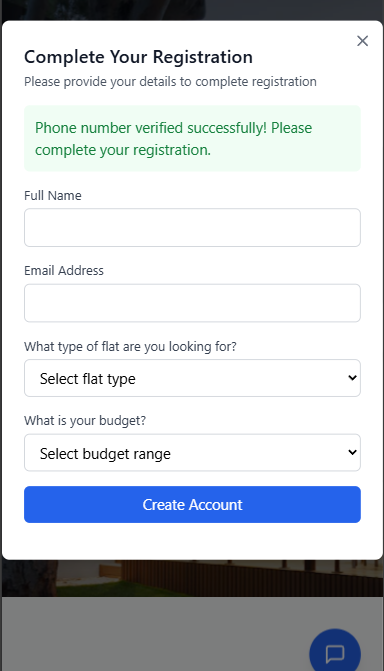 Complete Your Registration
Please provide your details to complete registration
Phone number verified successfully! Please
complete your registration.
Full Name
Email Address
What type of flat are you looking for?
Select flat type
What is your budget?
Select budget range
Create Account